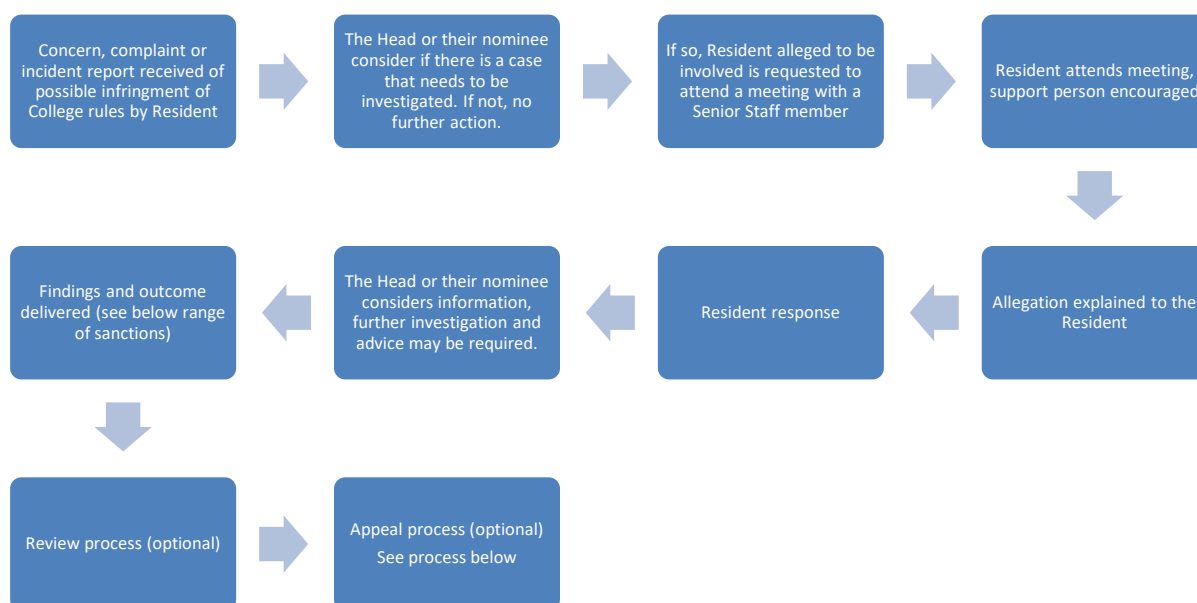 Concern, complaint or
incident report received of
possible infringment of
College rules by Resident
The Head or their nominee
consider if there is a case
that needs to be
investigated. If not, no
further action.
If so, Resident alleged to be
involved is requested to
attend a meeting with a
Senior Staff member
Resident attends meeting,
support person encouraged
Allegation explained to the
Resident
Resident response
The Head or their nominee
considers information,
further investigation and
advice may be required.
Findings and outcome
delivered (see below range
of sanctions)
Review process (optional)
Appeal process (optional)
See process below